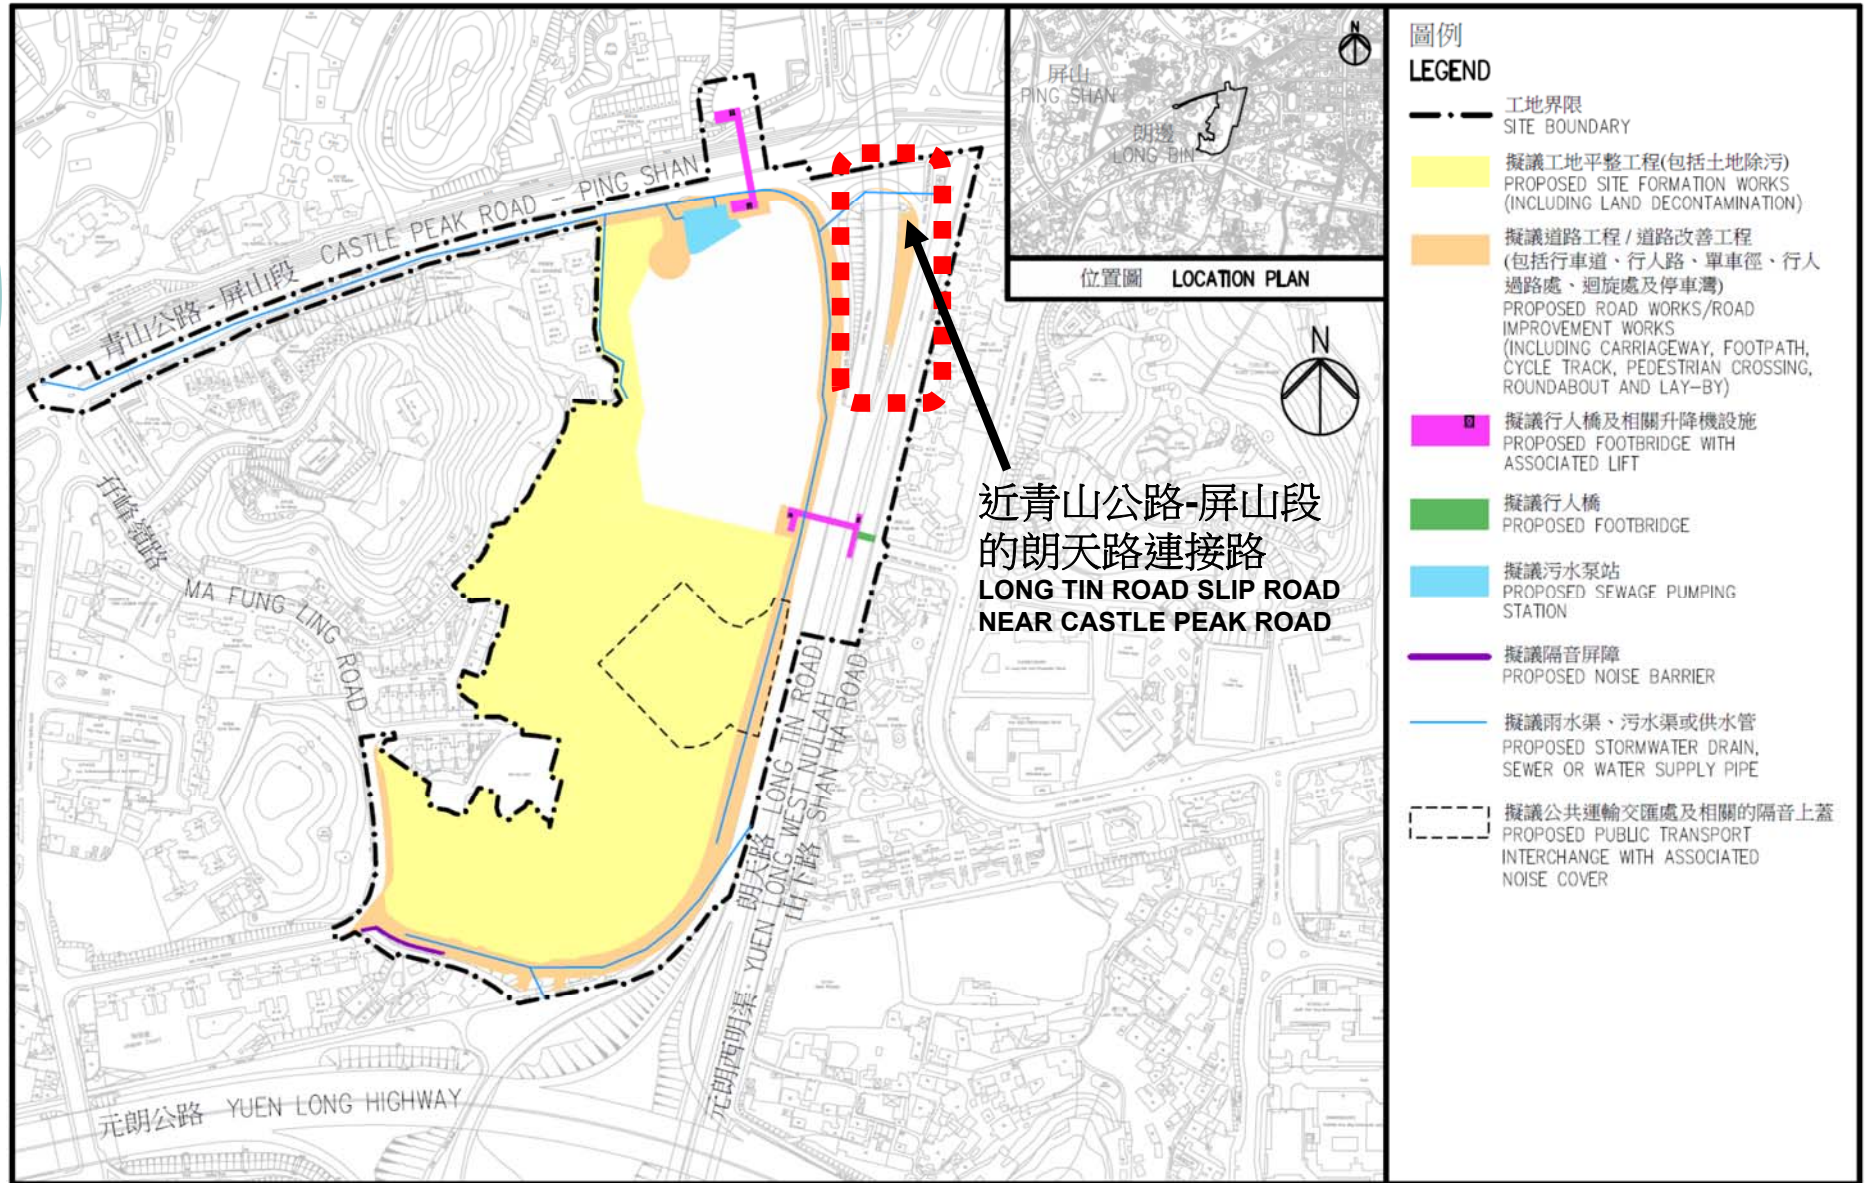 青山公路-屏山段 CASTLE PEAK ROAD – PING SHAN
孖峰嶺路
MA FUNG LING ROAD
近青山公路-屏山段
的朗天路連接路
LONG TIN ROAD SLIP ROAD
NEAR CASTLE PEAK ROAD
朗天路 LONG TIN ROAD
元朗西明渠 YUEN LONG WEST NULLAH
山下路 SHAN HA ROAD
元朗公路 YUEN LONG HIGHWAY
N
屏山
PING SHAN
朗邊
LONG BIN
N
位置圖 LOCATION PLAN
圖例
LEGEND
工地界限
SITE BOUNDARY
擬議工地平整工程(包括土地除污)
PROPOSED SITE FORMATION WORKS
(INCLUDING LAND DECONTAMINATION)
擬議道路工程 / 道路改善工程
(包括行車道、行人路、單車徑、行人
過路處、迴旋處及停車灣)
PROPOSED ROAD WORKS/ROAD
IMPROVEMENT WORKS
(INCLUDING CARRIAGEWAY, FOOTPATH,
CYCLE TRACK, PEDESTRIAN CROSSING,
ROUNDABOUT AND LAY-BY)
擬議行人橋及相關升降機設施
PROPOSED FOOTBRIDGE WITH
ASSOCIATED LIFT
擬議行人橋
PROPOSED FOOTBRIDGE
擬議污水泵站
PROPOSED SEWAGE PUMPING
STATION
擬議隔音屏障
PROPOSED NOISE BARRIER
擬議雨水渠、污水渠或供水管
PROPOSED STORMWATER DRAIN,
SEWER OR WATER SUPPLY PIPE
擬議公共運輸交匯處及相關的隔音上蓋
PROPOSED PUBLIC TRANSPORT
INTERCHANGE WITH ASSOCIATED
NOISE COVER